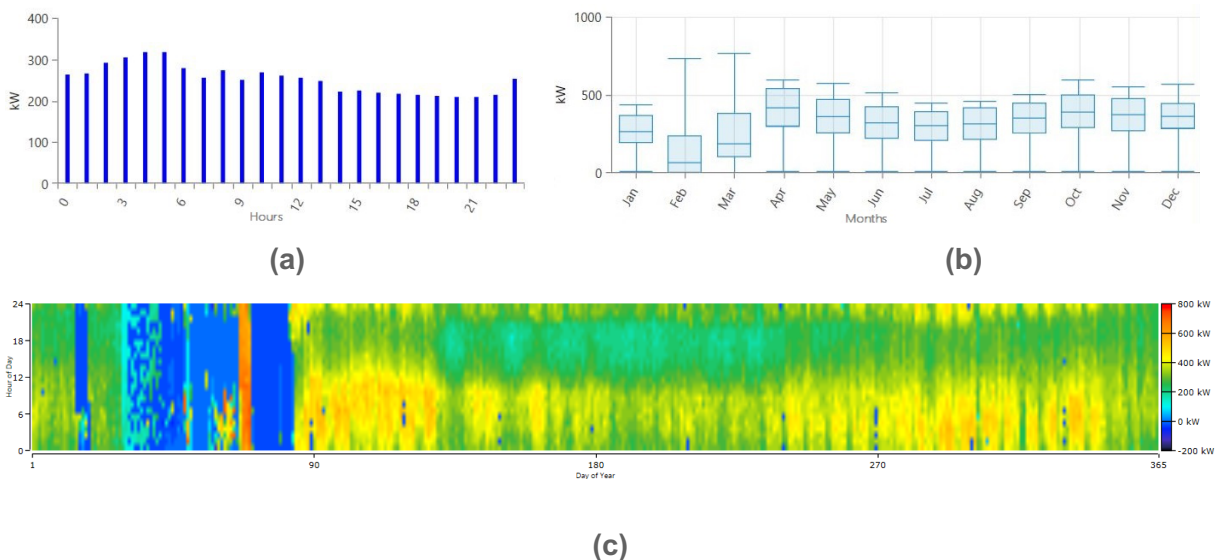 400
300
200
100
0
kW
0
3
6
9
12
15
18
21
Hours
(a)
1000
500
0
kW
Jan
Feb
Mar
Apr
May
Jun
Jul
Aug
Sep
Oct
Nov
Dec
Months
(b)
24
18
12
6
0
Hour of Day
1
90
180
270
365
Day of Year
800 kW
600 kW
400 kW
200 kW
0 kW
-200 kW
(c)